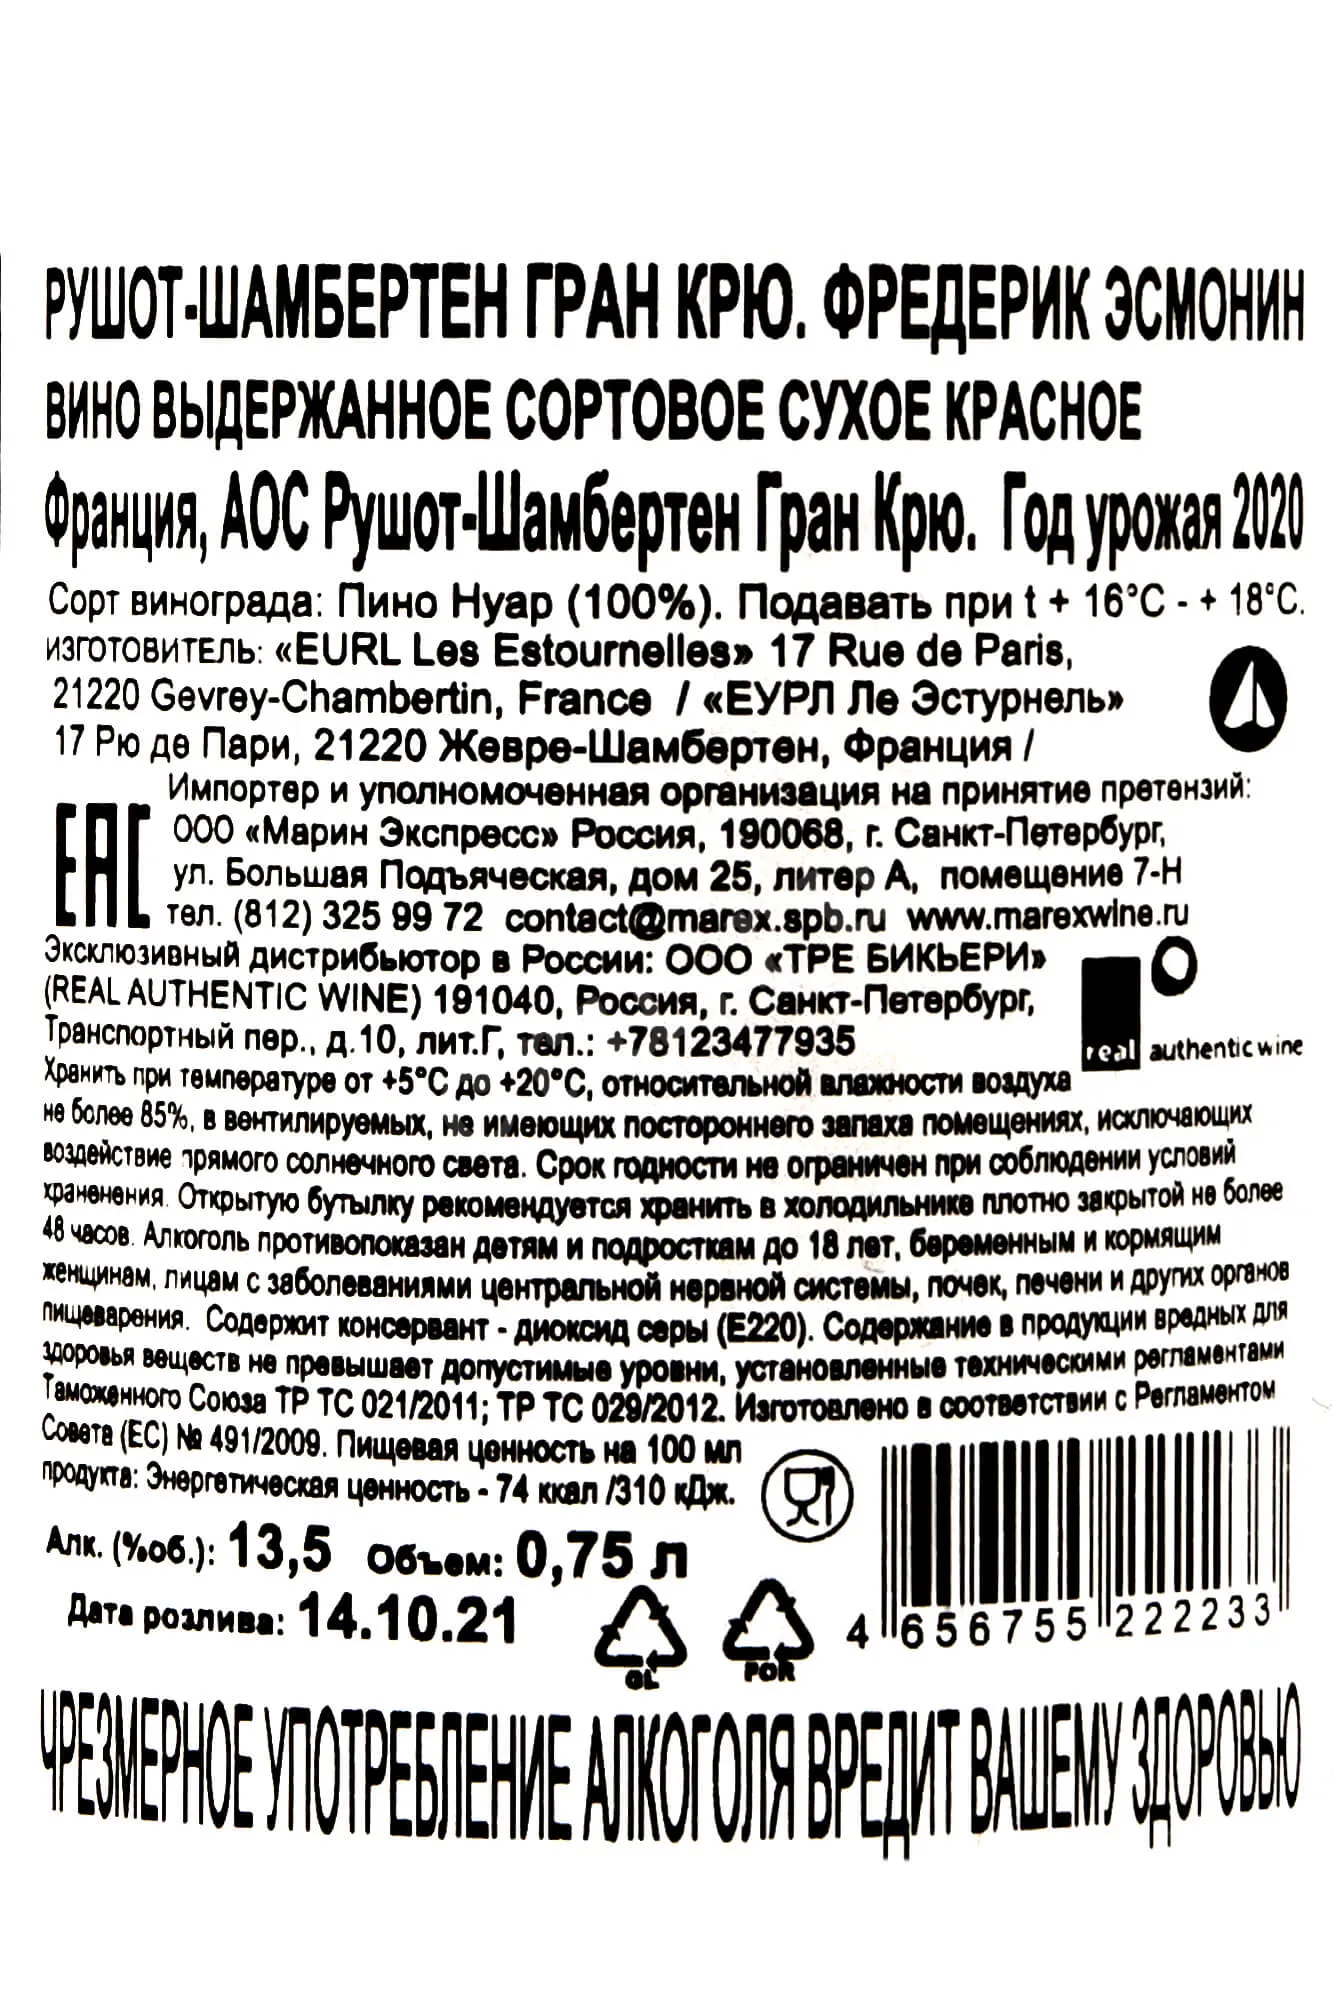 РУШОТ-ШАМБЕРТЕН ГРАН КРЮ. ФРЕДЕРИК ЭСМОНИН
ВИНО ВЫДЕРЖАННОЕ СОРТОВОЕ СУХОЕ КРАСНОЕ
Франция, АОС Рушот-Шамбертен Гран Крю. Год урожая 2020
Сорт винограда: Пино Нуар (100%). Подавать при t + 16°C - + 18°C.
ИЗГОТОВИТЕЛЬ: «EURL Les Estournelles» 17 Rue de Paris,
21220 Gevrey-Chambertin, France / «ЕУРЛ Ле Эстурнель»
17 Рю де Пари, 21220 Жевре-Шамбертен, Франция /
Импортер и уполномоченная организация на принятие претензий:
EAC
ООО «Марин Экспресс» Россия, 190068, г. Санкт-Петербург,
ул. Большая Подъяческая, дом 25, литер А, помещение 7-Н
тел. (812) 325 99 72 contact@marex.spb.ru www.marexwine.ru
Эксклюзивный дистрибьютор в России: ООО «ТРЕ БИКЬЕРИ»
(REAL AUTHENTIC WINE) 191040, Россия, г. Санкт-Петербург,
Транспортный пер., д.10, лит.Г, тел.: +78123477935
real authentic wine
Хранить при температуре от +5°C до +20°C, относительной влажности воздуха
не более 85%, в вентилируемых, не имеющих постороннего запаха помещениях, исключающих
воздействие прямого солнечного света. Срок годности не ограничен при соблюдении условий
храненения. Открытую бутылку рекомендуется хранить в холодильнике плотно закрытой не более
48 часов. Алкоголь противопоказан детям и подросткам до 18 лет, беременным и кормящим
женщинам, лицам с заболеваниями центральной нервной системы, почек, печени и других органов
пищеварения. Содержит консервант - диоксид серы (E220). Содержание в продукции вредных для
здоровья веществ не превышает допустимые уровни, установленные техническими регламентами
Таможенного Союза ТР ТС 021/2011; ТР ТС 029/2012. Изготовлено в соответствии с Регламентом
Совета (ЕС) № 491/2009. Пищевая ценность на 100 мл
продукта: Энергетическая ценность - 74 ккал /310 кДж.
Алк. (%об.): 13,5 Объем: 0,75 л
Дата розлива: 14.10.21
GL
FOR
4 656755 222233
ЧРЕЗМЕРНОЕ УПОТРЕБЛЕНИЕ АЛКОГОЛЯ ВРЕДИТ ВАШЕМУ ЗДОРОВЬЮ